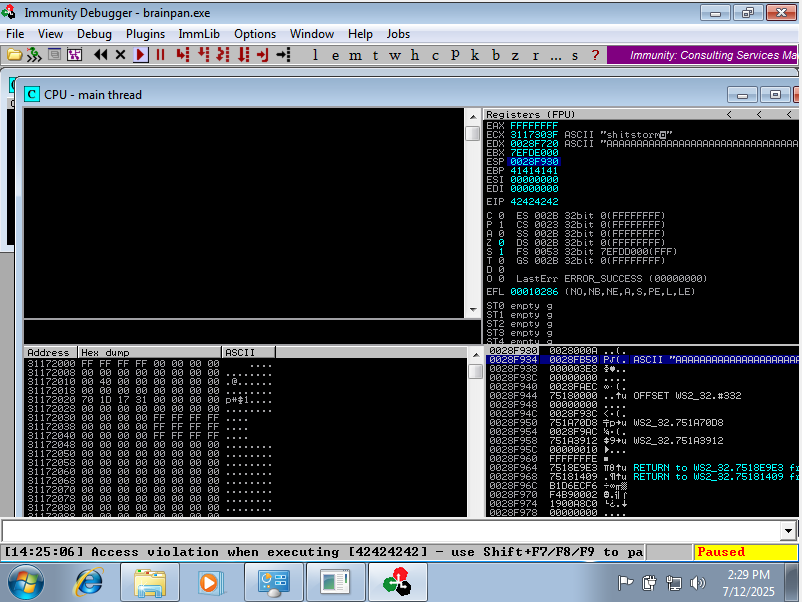 Immunity Debugger - brainpan.exe
File View Debug Plugins ImmLib Options Window Help Jobs
l e m t w h c P k b z r ... s ? Immunity: Consulting Services Ma
C CPU - main thread
Registers (FPU) < < <
EAX FFFFFFFF
ECX 3117303F ASCII "shitstorm
EDX 0028F720 ASCII "AAAAAAAAAAAAAAAAAAAAAAAAAAAAA
EBX 7EFDE000
ESP 0028F930
EBP 41414141
ESI 00000000
EDI 00000000
EIP 42424242
C 0 ES 002B 32bit 0(FFFFFFFF)
P 1 CS 0023 32bit 0(FFFFFFFF)
A 0 SS 002B 32bit 0(FFFFFFFF)
Z 0 DS 002B 32bit 0(FFFFFFFF)
S 1 FS 0053 32bit 7EFDD000(FFF)
T 0 GS 002B 32bit 0(FFFFFFFF)
D 0
O 0 LastErr ERROR_SUCCESS (00000000)
EFL 00010286 (NO,NB,NE,A,S,PE,L,LE)
ST0 empty g
ST1 empty g
ST2 empty g
ST3 empty g
ST4 empty g
Address Hex dump ASCII
31172000 FF FF FF FF 00 00 00 00 ....
31172008 00 00 00 00 00 00 00 00 ........
31172010 00 40 00 00 00 00 00 00 .@......
31172018 00 00 00 00 00 00 00 00 ........
31172020 70 1D 17 31 00 00 00 00
31172028 00 00 00 00 00 00 00 00 ........
31172030 00 00 00 00 FF FF FF FF ....
31172038 00 00 00 00 FF FF FF FF ....
31172040 00 00 00 00 FF FF FF FF ....
31172048 00 00 00 00 00 00 00 00 ........
31172050 00 00 00 00 00 00 00 00 ........
31172058 00 00 00 00 00 00 00 00 ........
31172060 00 00 00 00 00 00 00 00 ........
31172068 00 00 00 00 00 00 00 00 ........
31172070 00 00 00 00 00 00 00 00 ........
31172078 00 00 00 00 00 00 00 00 ........
31172080 00 00 00 00 00 00 00 00 ........
0028F930 0028000A ..(.
0028F934 0028FB50 ASCII "AAAAAAAAAAAAAAAAAAAA
0028F938 000003E8
0028F93C 00000000 ....
0028F940 0028FAEC
0028F944 75180000 OFFSET WS2_32.#332
0028F948 00000000 ....
0028F94C 0028F93C
0028F950 751A70D8 WS2_32.751A70D8
0028F954 0028F9AC
0028F958 751A3912 WS2_32.751A3912
0028F95C 00000010
0028F960 FFFFFFFE
0028F964 7518E9E3 RETURN to WS2_32.7518E9E3 fr
0028F968 75181409 RETURN to WS2_32.75181409 fr
0028F96C B1D6ECF6
0028F970 F4B90002
0028F974 1900A8C0
0028F978 00000000 ....
[14:25:06] Access violation when executing [42424242] - use Shift+F7/F8/F9 to pa
Paused
2:29 PM
7/12/2025